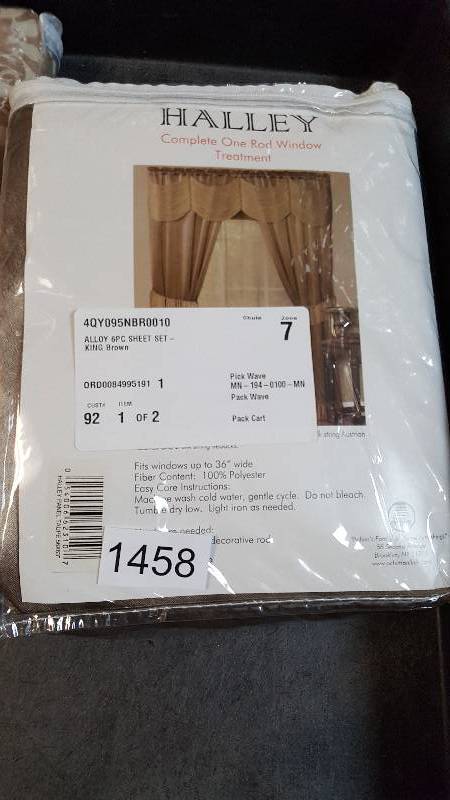 HALLEY
Complete One Rod Window
Treatment
4QY095NBR0010
Chute
Zone
7
ALLOY 6PC SHEET SET -
KING Brown
ORD0084995191 1
Pick Wave
MN-194-0100-MN
Pack Wave
CUST#
ITEM
92 1 OF 2
Pack Cart
Fits windows up to 36" wide
Fiber Content: 100% Polyester
Easy Care Instructions:
Machine wash cold water, gentle cycle. Do not bleach.
Tumble dry low. Light iron as needed.
needed:
decorative rod
1458